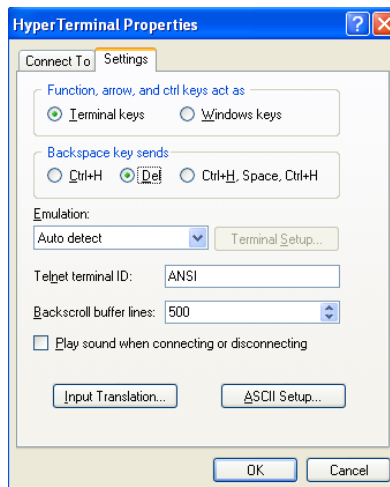 HyperTerminal Properties
Connect To Settings
Function, arrow, and ctrl keys act as
Terminal keys Windows keys
Backspace key sends
Ctrl+H Del Ctrl+H, Space, Ctrl+H
Emulation:
Auto detect Terminal Setup...
Telnet terminal ID: ANSI
Backscroll buffer lines: 500
Play sound when connecting or disconnecting
Input Translation... ASCII Setup...
OK Cancel